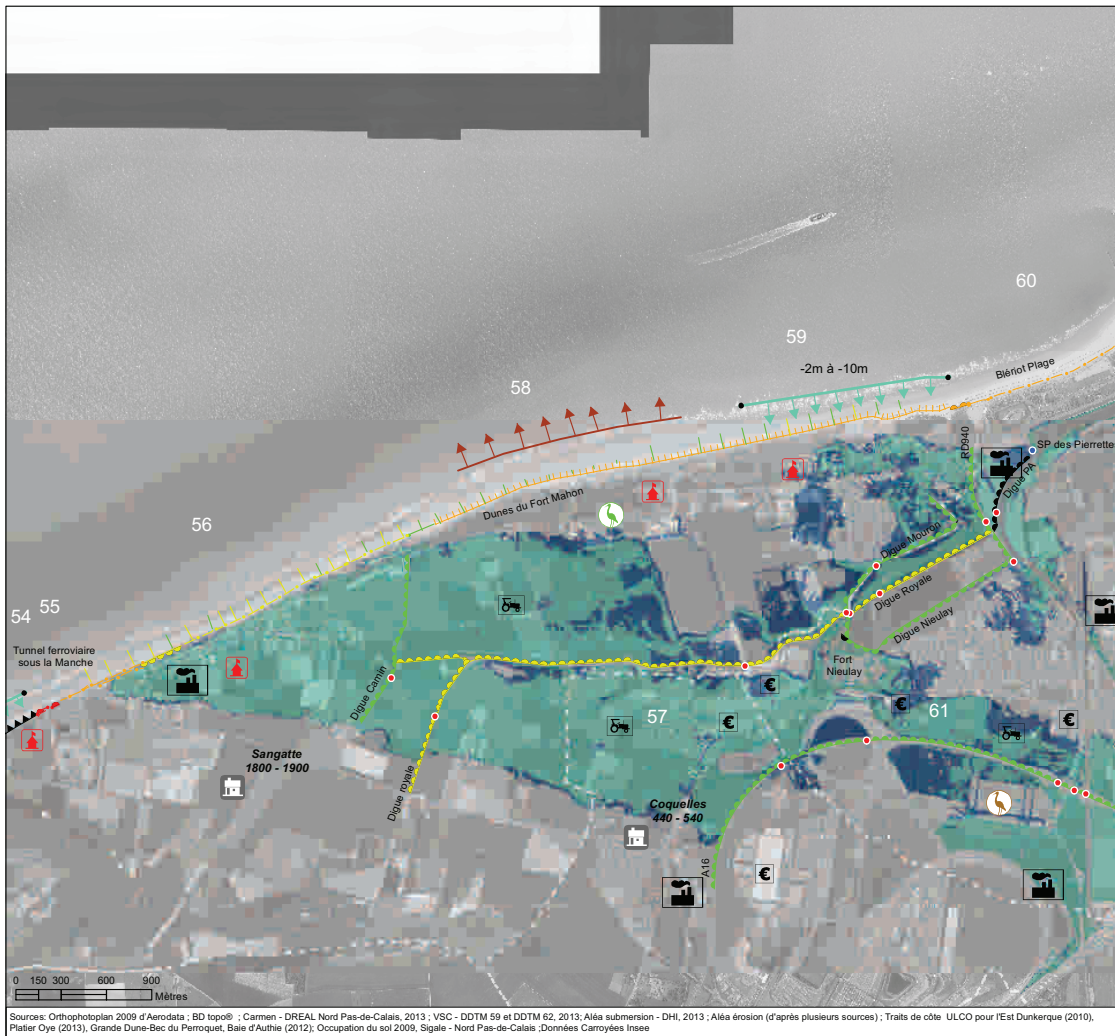 60
59
-2m à -10m
Blériot Plage
58
RD940
SP des Pierrettes
Digue PA
Dunes du Fort Mahon
56
Digue Mouron
Digue Royale
Digue Nieulay
54
55
Tunnel ferroviaire
sous la Manche
Fort
Nieulay
Digue Camin
€
€
€
€
57
61
Sangatte
1800 - 1900
Digue royale
Coquelles
440 - 540
A16
€
0 150 300 600 900
Mètres
Sources: Orthophotoplan 2009 d'Aerodata ; BD topo® ; Carmen - DREAL Nord Pas-de-Calais, 2013 ; VSC - DDTM 59 et DDTM 62, 2013; Aléa submersion - DHI, 2013 ; Aléa érosion (d'après plusieurs sources) ; Traits de côte ULCO pour l'Est Dunkerque (2010),
Platier Oye (2013), Grande Dune-Bec du Perroquet, Baie d'Authie (2012); Occupation du sol 2009, Sigale - Nord Pas-de-Calais ;Données Carroyées Insee